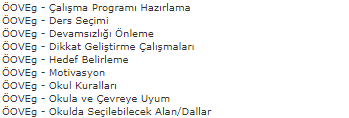 ÖOVEg - Çalışma Programı Hazırlama
ÖOVEg - Ders Seçimi
ÖOVEg - Devamsızlığı Önleme
ÖOVEg - Dikkat Geliştirme Çalışmaları
ÖOVEg - Hedef Belirleme
ÖOVEg - Motivasyon
ÖOVEg - Okul Kuralları
ÖOVEg - Okula ve Çevreye Uyum
ÖOVEg - Okulda Seçilebilecek Alan/Dallar